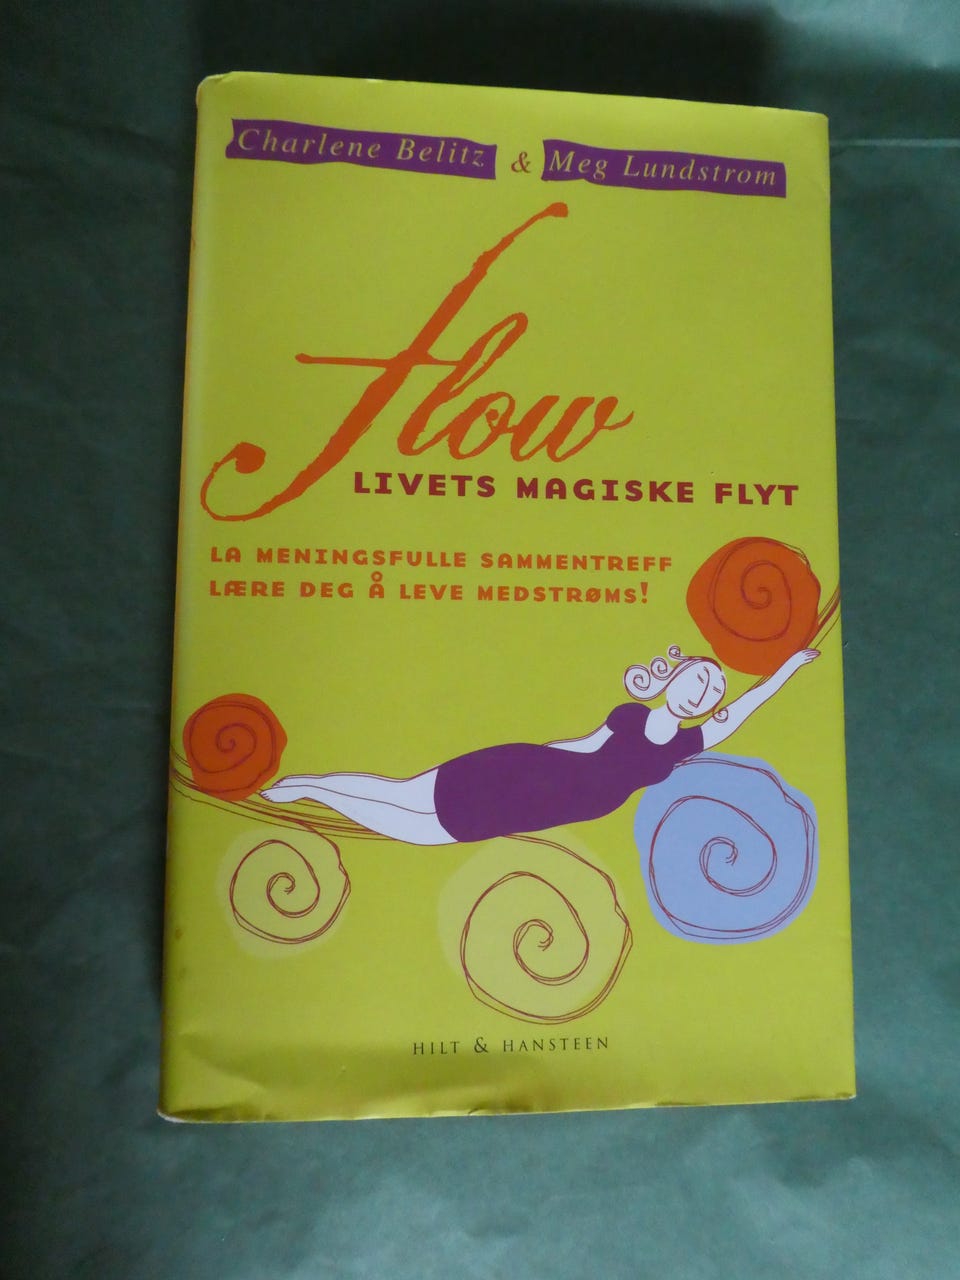 Charlene Belitz & Meg Lundstrom
flow
LIVETS MAGISKE FLYT
LA MENINGSFULLE SAMMENTREFF
LÆRE DEG Å LEVE MEDSTRØMS!
HILT & HANSTEEN